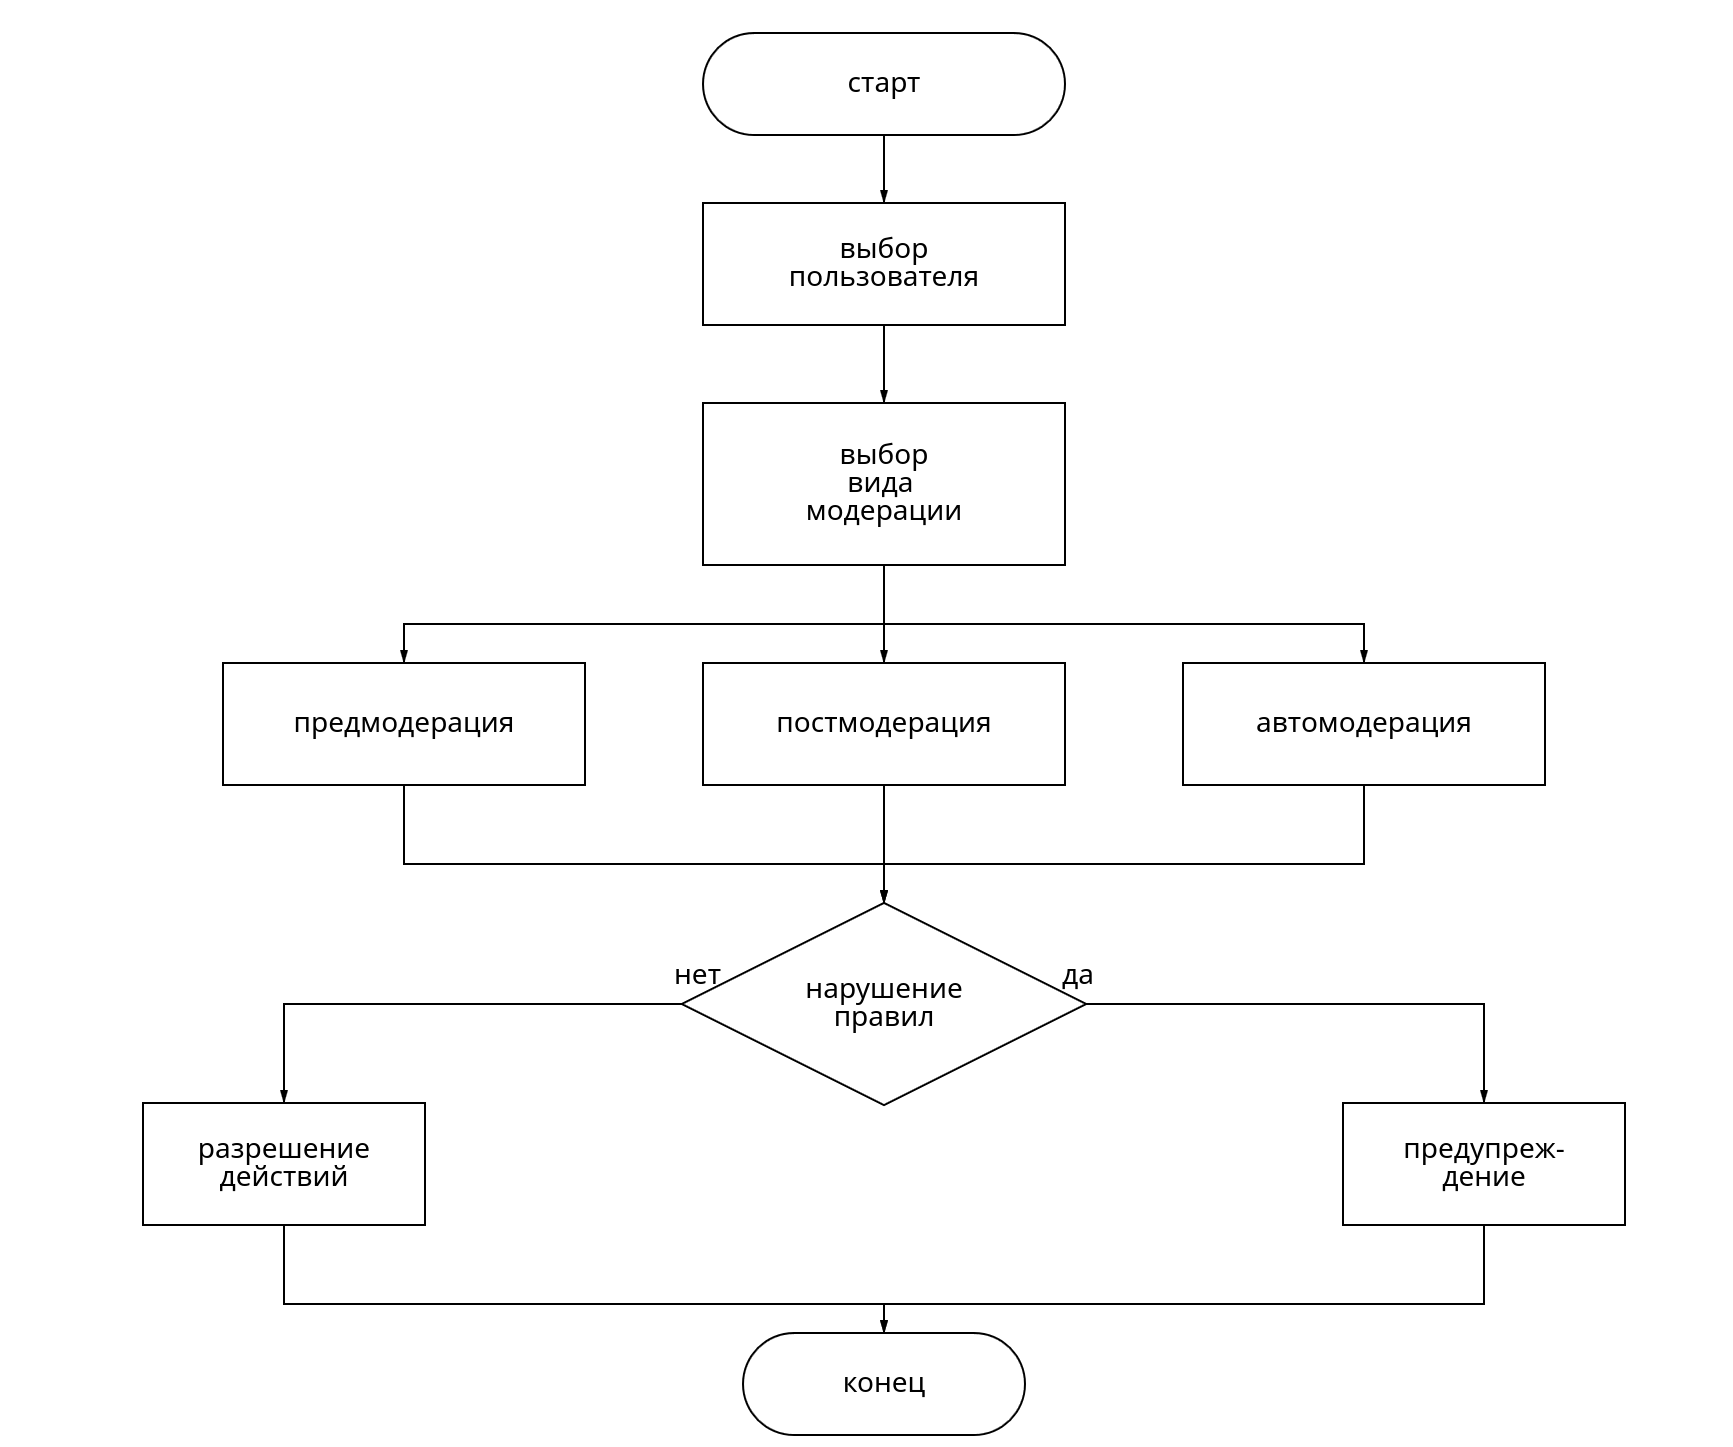 старт
выбор
пользователя
выбор
вида
модерации
предмодерация
постмодерация
автомодерация
нет
да
нарушение
правил
разрешение
действий
предупреж-
дение
конец